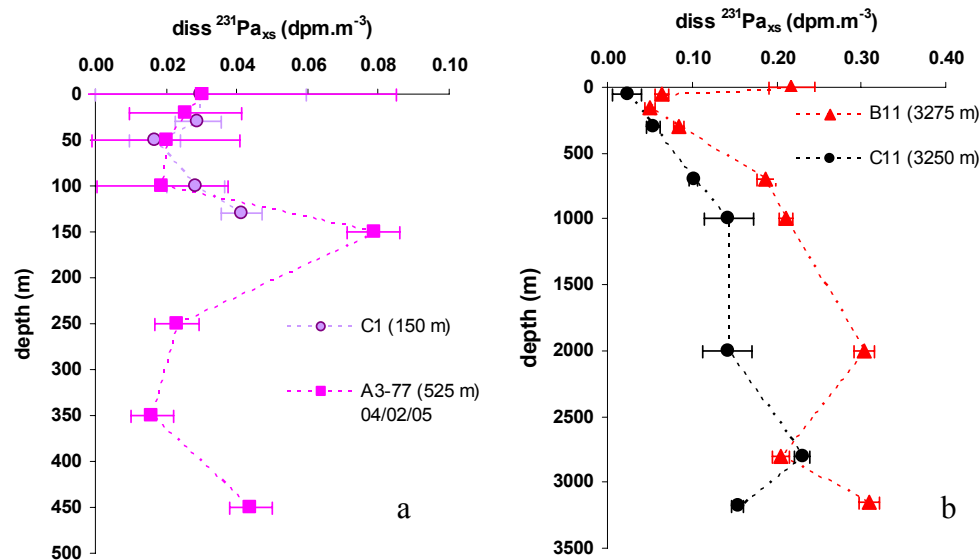 diss ²³¹Pa_xs (dpm.m⁻³)
0.00 0.02 0.04 0.06 0.08 0.10
0
50
100
150
200
250
300
350
400
450
500
depth (m)
C1 (150 m)
A3-77 (525 m)
04/02/05
a
diss ²³¹Pa_xs (dpm.m⁻³)
0.00 0.10 0.20 0.30 0.40
0
500
1000
1500
2000
2500
3000
3500
depth (m)
B11 (3275 m)
C11 (3250 m)
b